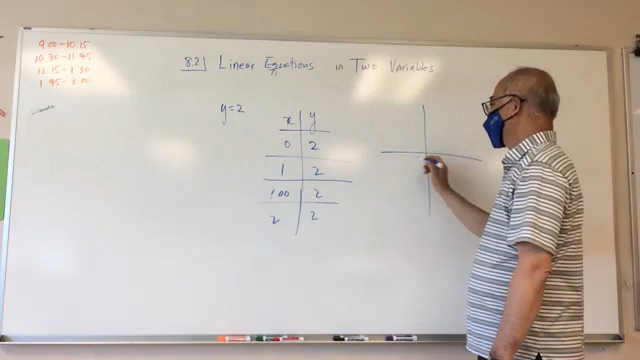 9:00-10:15
10:30-11:45
12:15-1:30
1:45-3:00
8.2 Linear Equations in Two Variables
y=2
x y
0 2
1 2
100 2
2 2